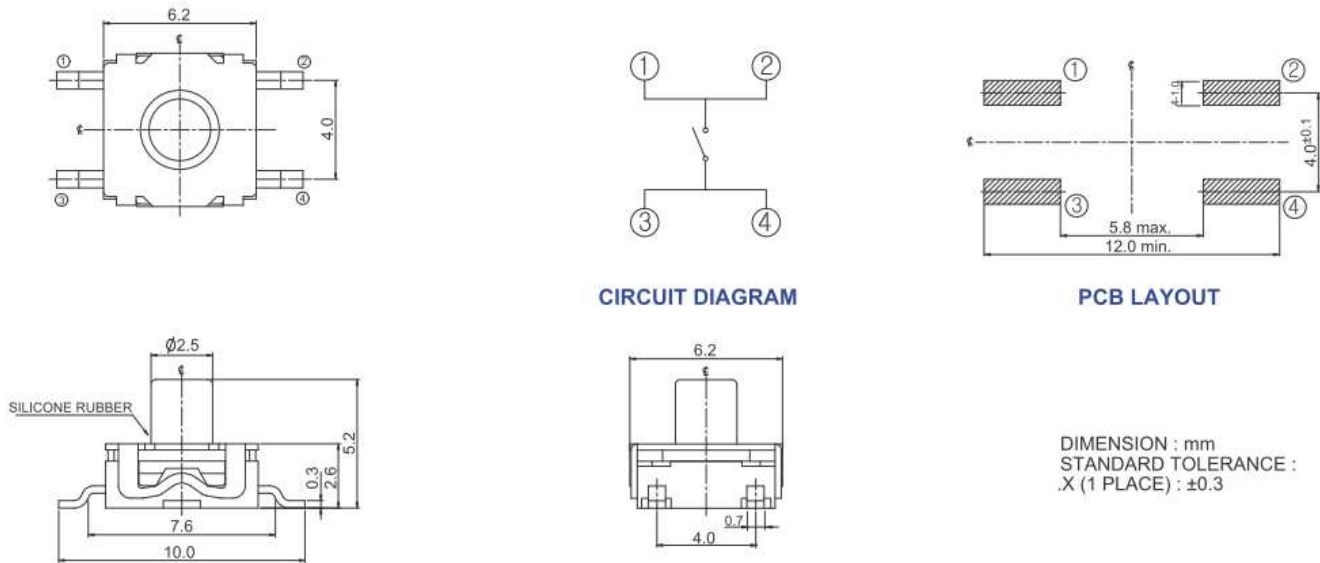 6.2
①
②
4.0
③
④
①
②
③
④
CIRCUIT DIAGRAM
①
②
4-1.0
4.0±0.1
③
④
5.8 max.
12.0 min.
PCB LAYOUT
Ø2.5
SILICONE RUBBER
5.2
2.6
0.3
7.6
10.0
6.2
0.7
4.0
DIMENSION : mm
STANDARD TOLERANCE :
.X (1 PLACE) : ±0.3